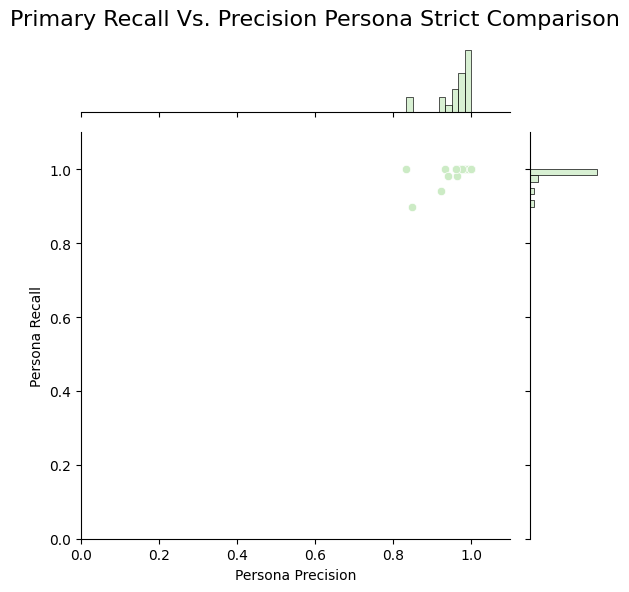 Primary Recall Vs. Precision Persona Strict Comparison
1.0
0.8
0.6
0.4
0.2
0.0
Persona Recall
0.0 0.2 0.4 0.6 0.8 1.0
Persona Precision